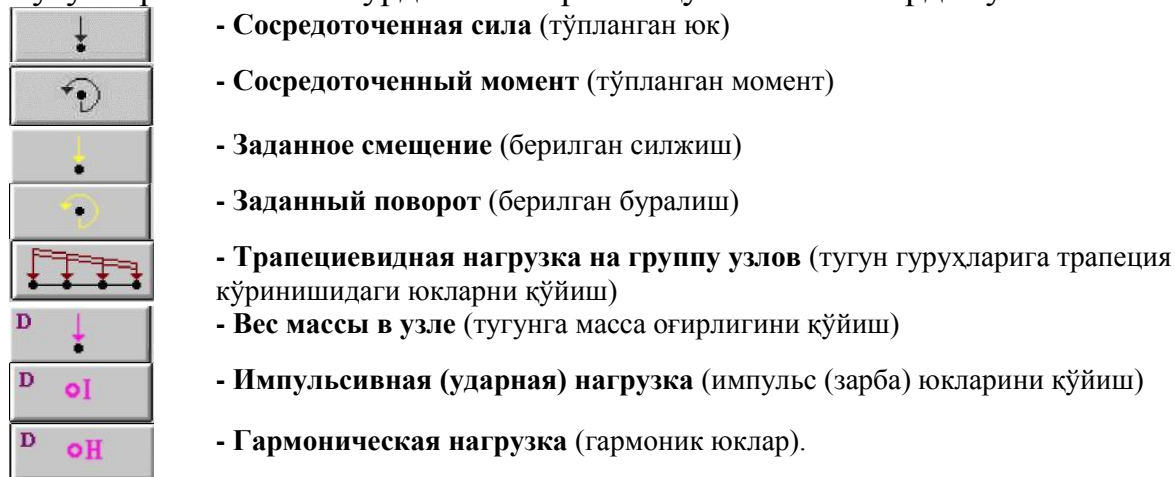 - Сосредоточенная сила (тўпланган юк)
- Сосредоточенный момент (тўпланган момент)
- Заданное смещение (берилган силжиш)
- Заданный поворот (берилган буралиш)
- Трапециевидная нагрузка на группу узлов (тугун гуруҳларига трапеция
кўринишидаги юкларни қўйиш)
D - Вес массы в узле (тугунга масса оғирлигини қўйиш)
D I - Импульсивная (ударная) нагрузка (импульс (зарба) юкларини қўйиш)
D H - Гармоническая нагрузка (гармоник юклар).